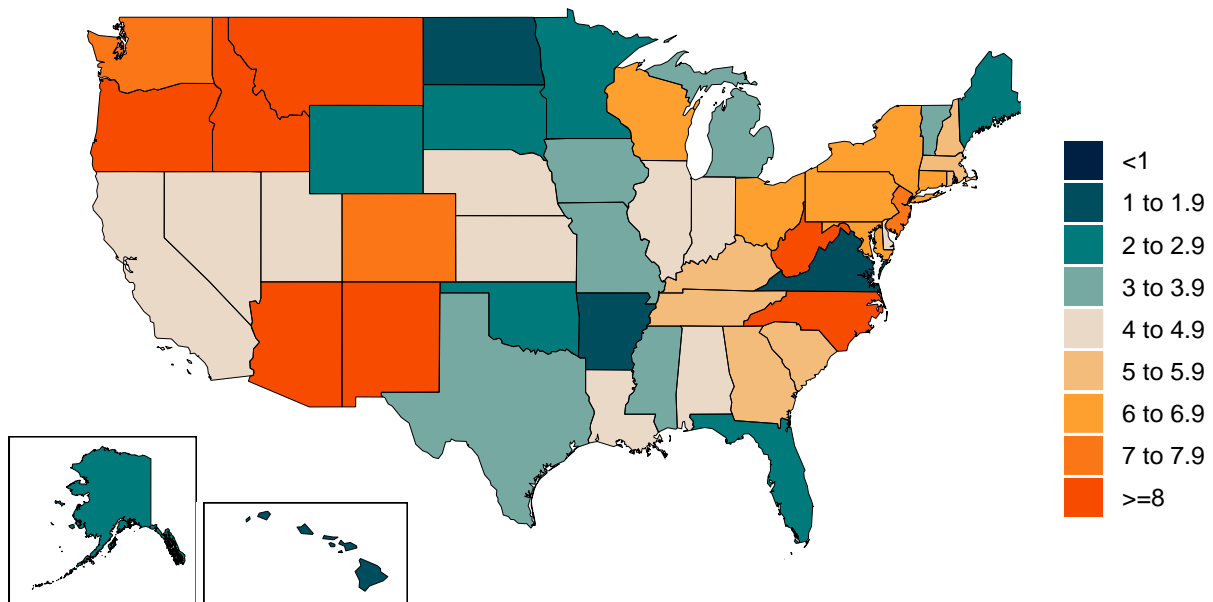 <1
1 to 1.9
2 to 2.9
3 to 3.9
4 to 4.9
5 to 5.9
6 to 6.9
7 to 7.9
>=8